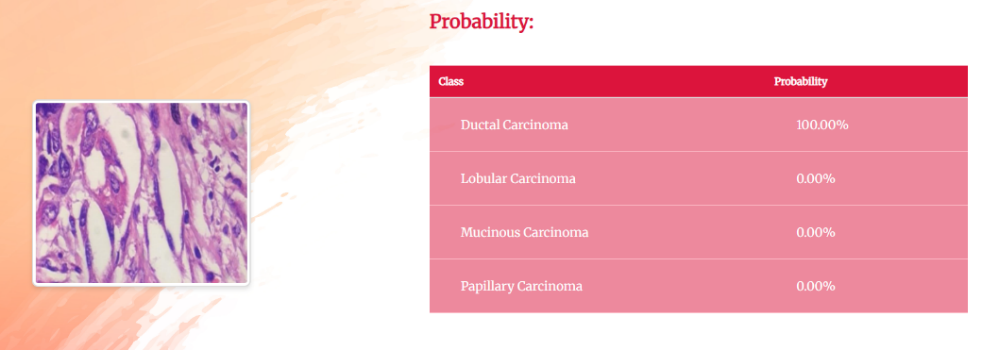 Probability:
Class Probability
Ductal Carcinoma 100.00%
Lobular Carcinoma 0.00%
Mucinous Carcinoma 0.00%
Papillary Carcinoma 0.00%